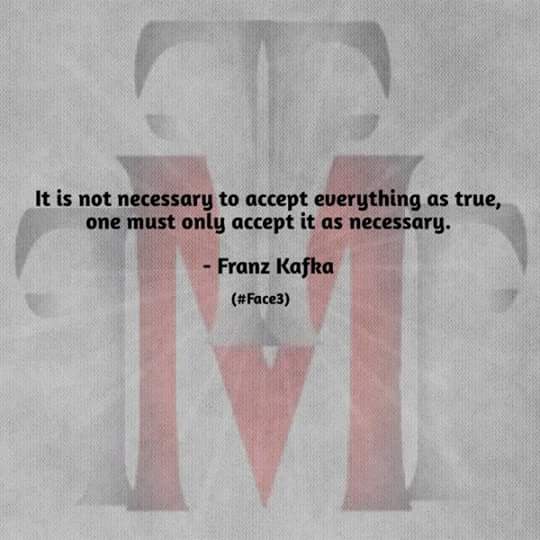 It is not necessary to accept everything as true,
one must only accept it as necessary.
- Franz Kafka
(#Face3)